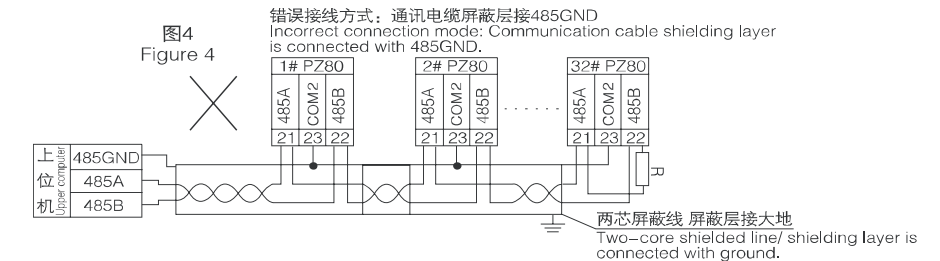 错误接线方式：通讯电缆屏蔽层接485GND
Incorrect connection mode: Communication cable shielding layer
is connected with 485GND.
图4
Figure 4
1# PZ80
485A COM2 485B
21 23 22
2# PZ80
485A COM2 485B
21 23 22
......
32# PZ80
485A COM2 485B
21 23 22
R
上位机
Upper computer
485GND
485A
485B
两芯屏蔽线 屏蔽层接大地
Two-core shielded line/ shielding layer is
connected with ground.